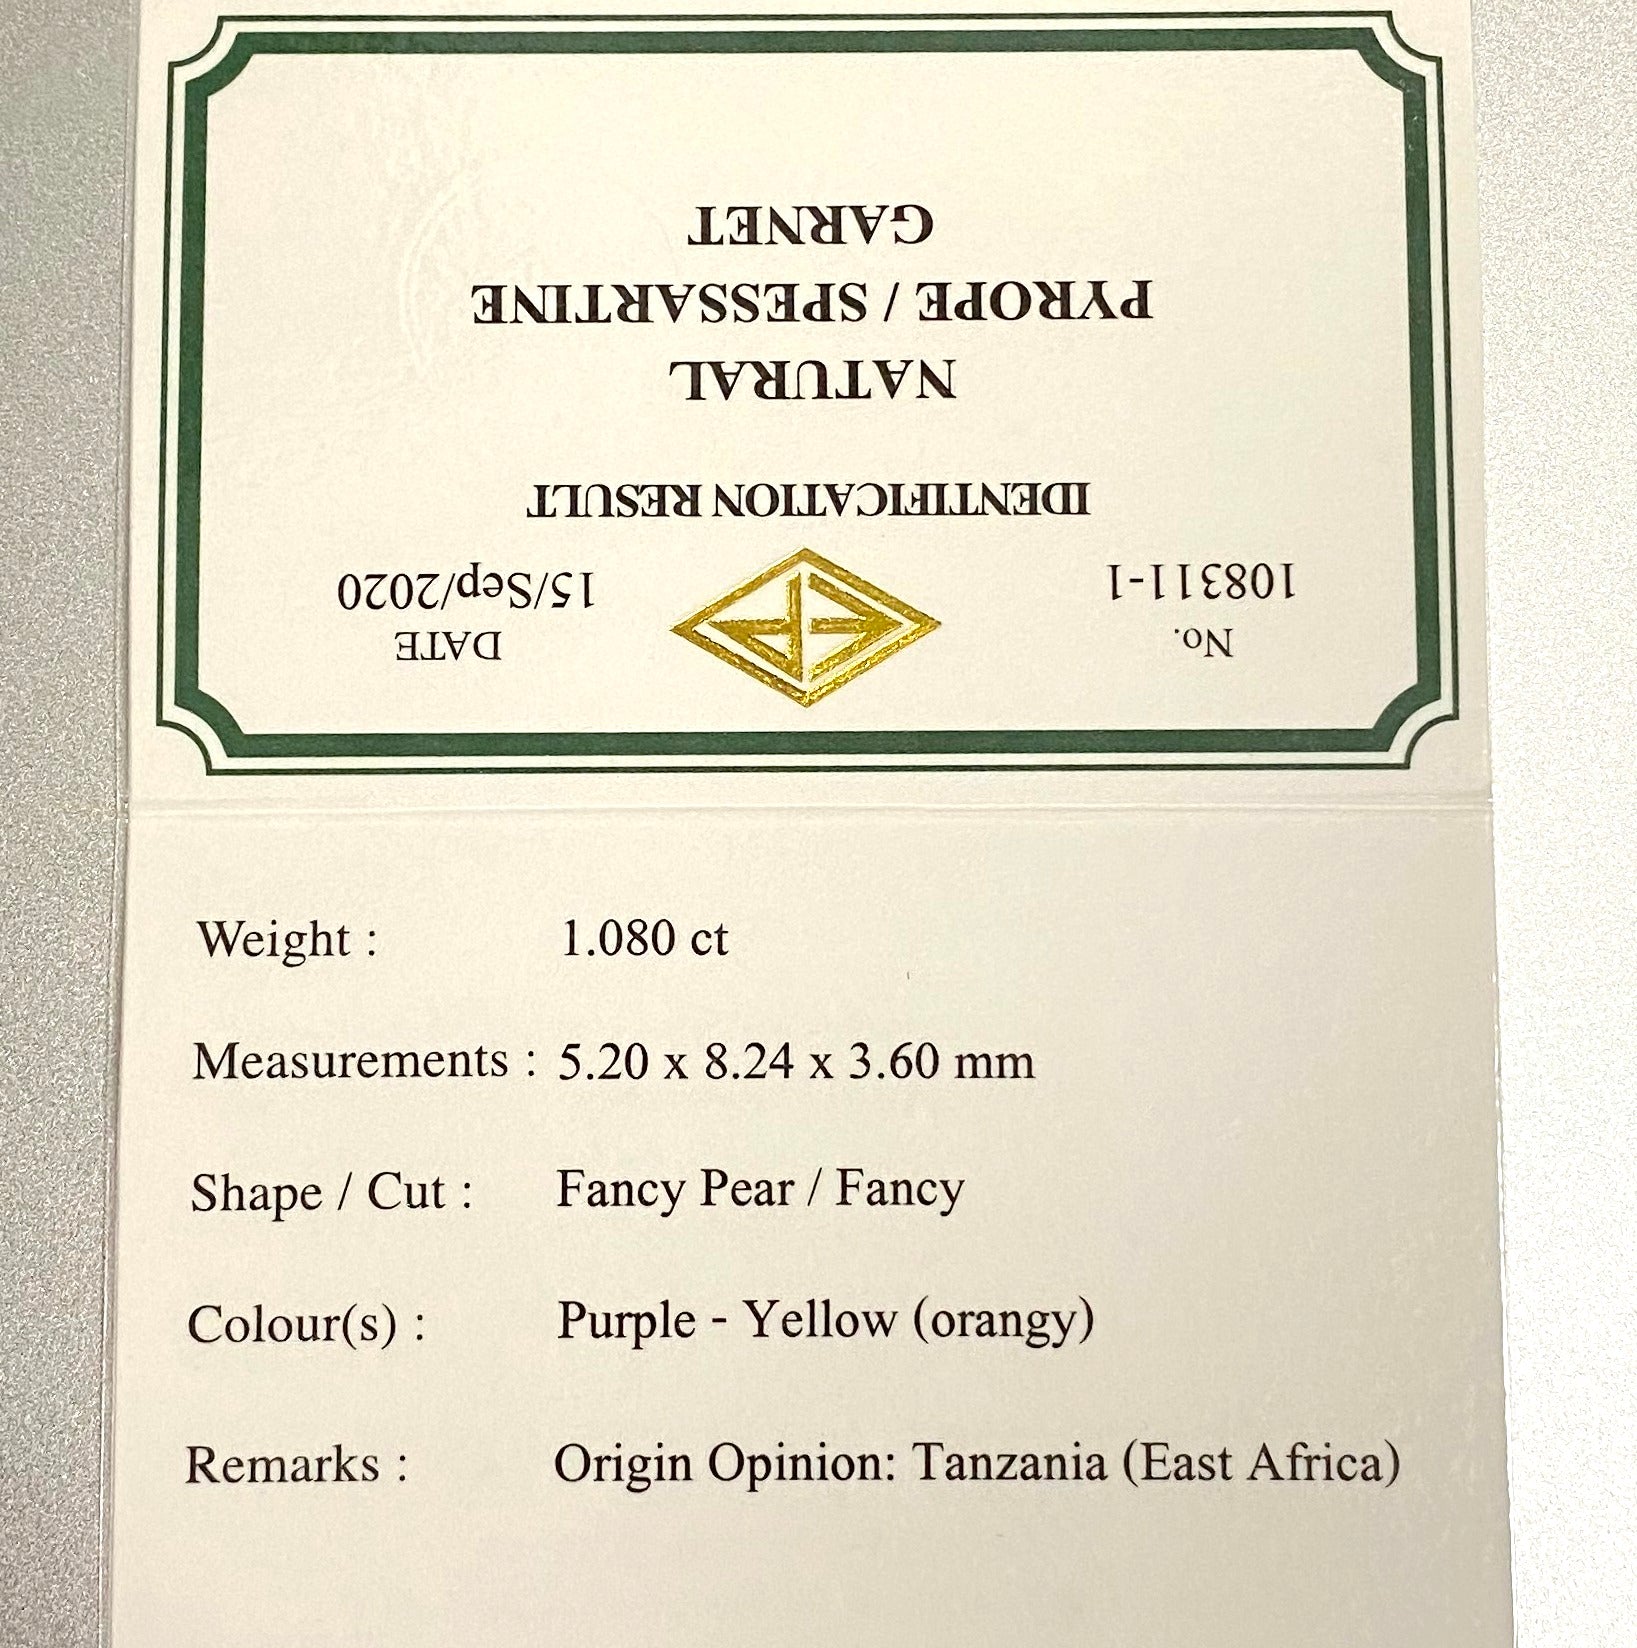 No.
108311-1
DATE
15/Sep/2020
IDENTIFICATION RESULT
NATURAL
PYROPE / SPESSARTINE
GARNET
Weight : 1.080 ct
Measurements : 5.20 x 8.24 x 3.60 mm
Shape / Cut : Fancy Pear / Fancy
Colour(s) : Purple - Yellow (orangy)
Remarks : Origin Opinion: Tanzania (East Africa)